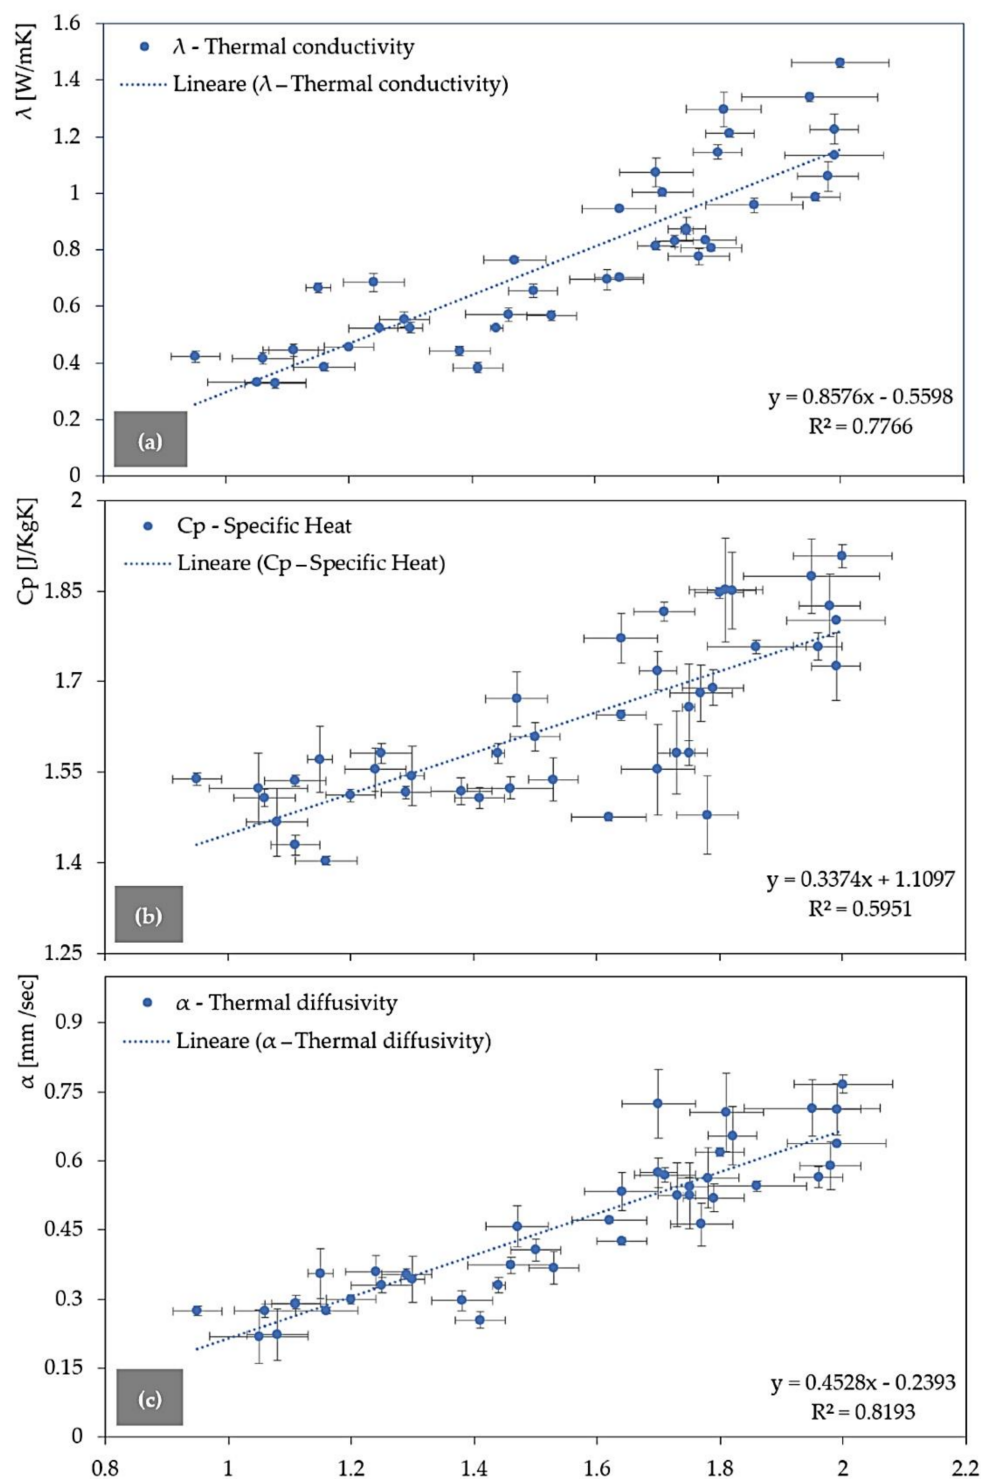 1.6
λ [W/mK]
λ - Thermal conductivity
1.4
Lineare (λ – Thermal conductivity)
1.2
1
0.8
0.6
0.4
y = 0.8576x - 0.5598
R² = 0.7766
0.2
(a)
0
2
Cp [J/KgK]
Cp - Specific Heat
Lineare (Cp – Specific Heat)
1.85
1.7
1.55
1.4
y = 0.3374x + 1.1097
R² = 0.5951
(b)
1.25
α [mm /sec]
α - Thermal diffusivity
0.9
Lineare (α – Thermal diffusivity)
0.75
0.6
0.45
0.3
0.15
y = 0.4528x - 0.2393
R² = 0.8193
(c)
0
0.8 1 1.2 1.4 1.6 1.8 2 2.2